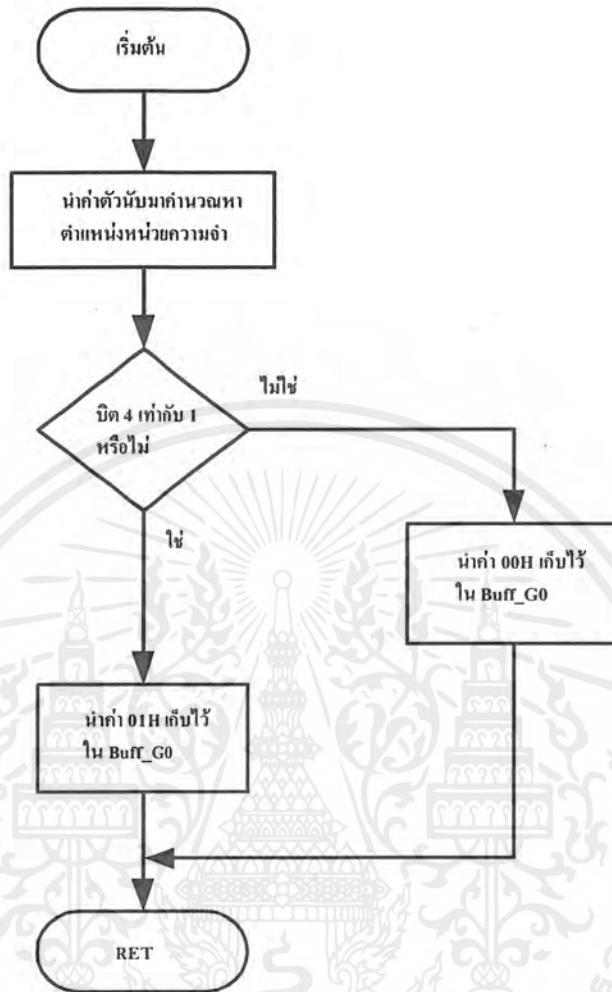 เริ่มต้น
นำค่าตัวนับมาคำนวณหา
ตำแหน่งหน่วยความจำ
บิต 4 เท่ากับ 1
หรือไม่
ไม่ใช่
ใช่
นำค่า 00H เก็บไว้
ใน Buff_G0
นำค่า 01H เก็บไว้
ใน Buff_G0
RET